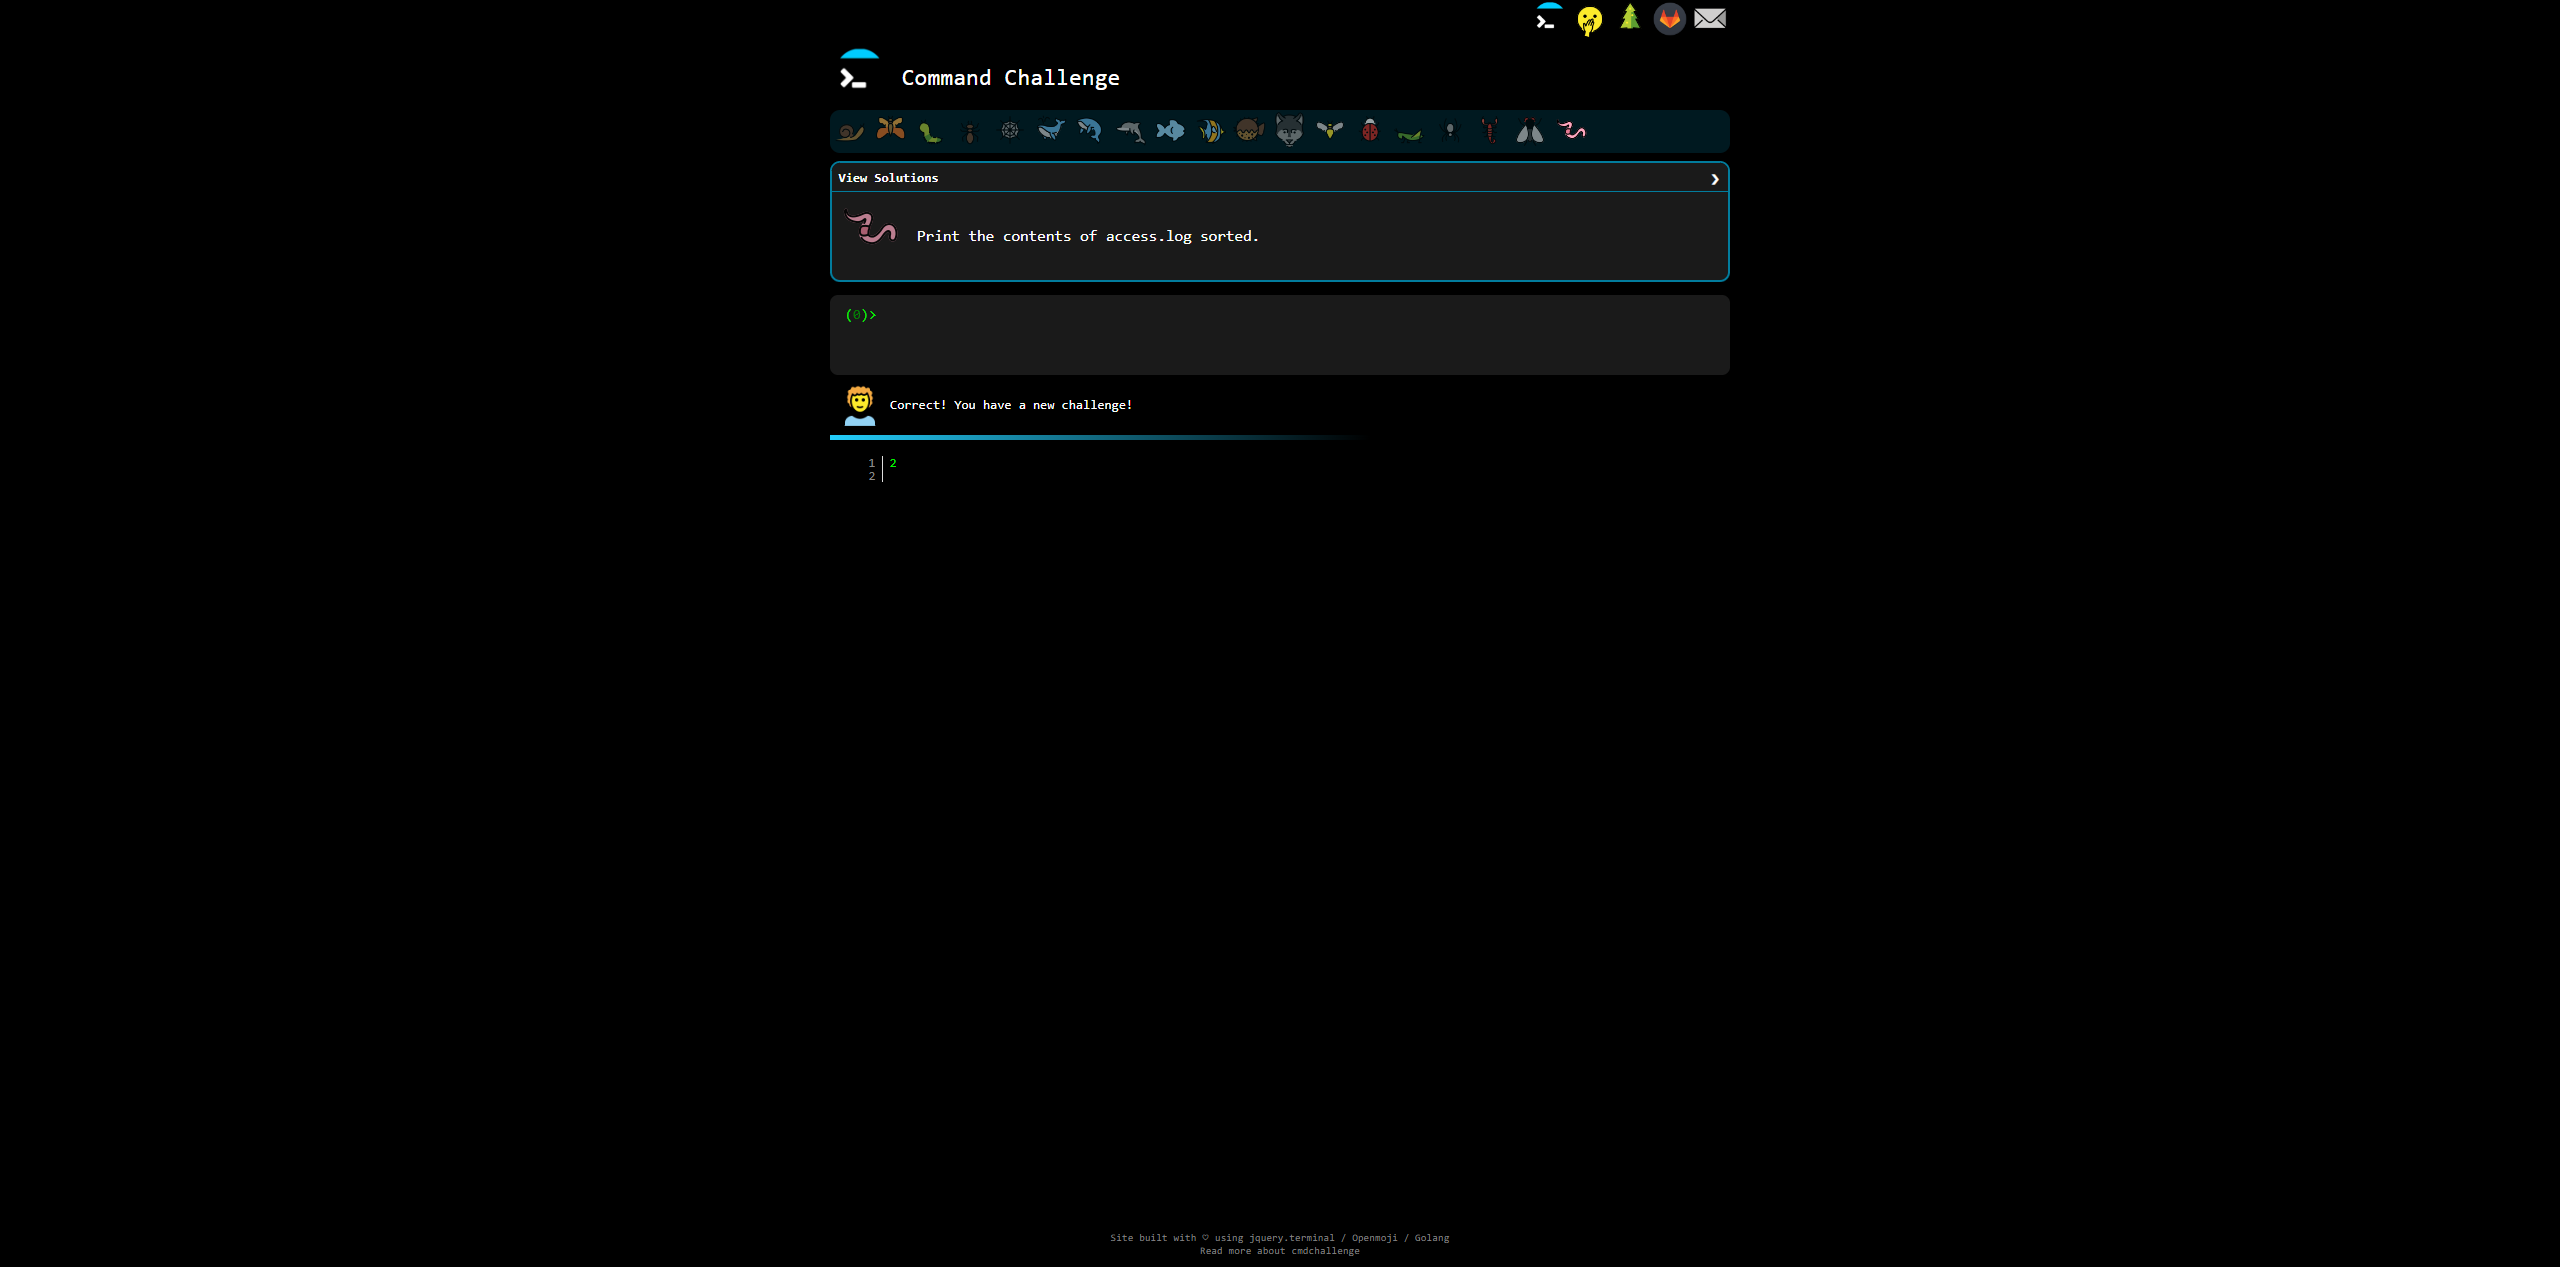 Command Challenge
View Solutions
Print the contents of access.log sorted.
(0)>
Correct! You have a new challenge!
1 2
2
Site built with ♡ using jquery.terminal / Openmoji / Golang
Read more about cmdchallenge